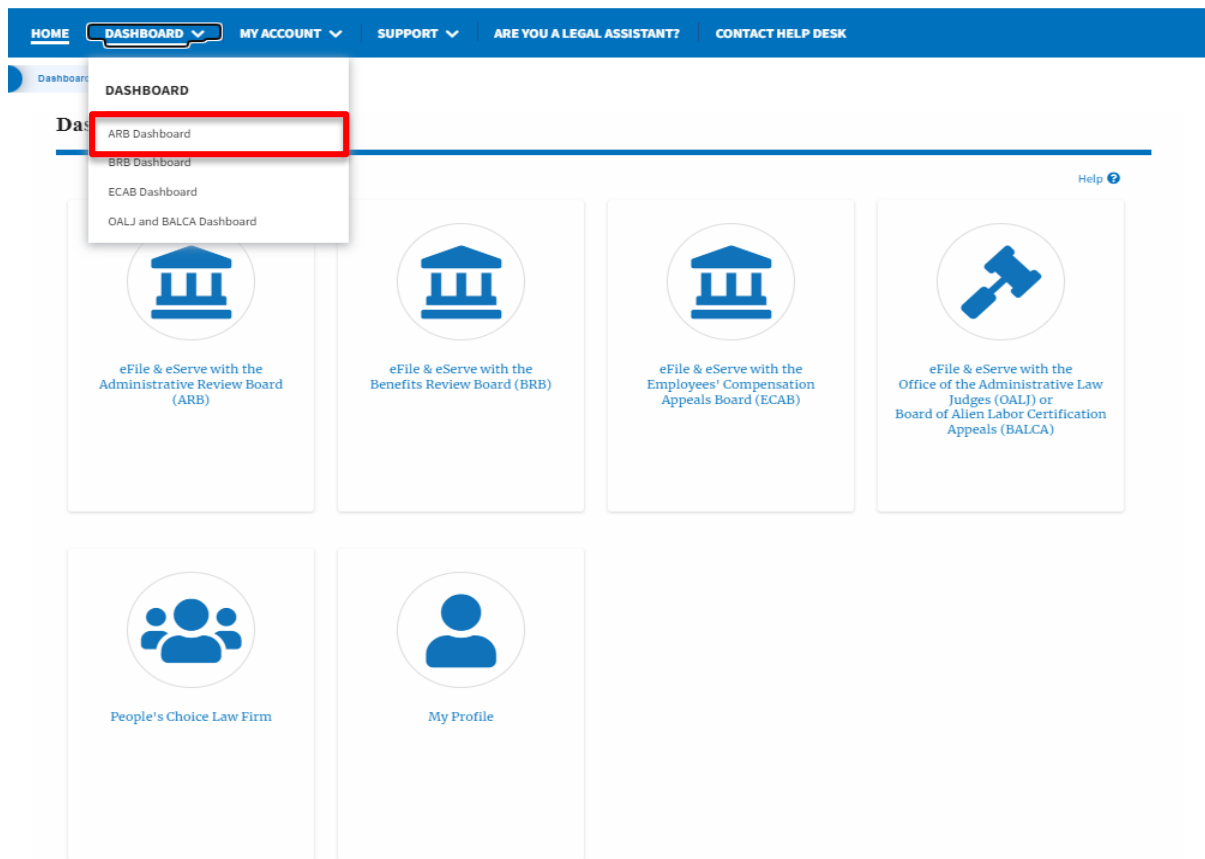 HOME DASHBOARD MY ACCOUNT SUPPORT ARE YOU A LEGAL ASSISTANT? CONTACT HELP DESK
Dashboard
DASHBOARD
Das
ARB Dashboard
BRB Dashboard
ECAB Dashboard
OALJ and BALCA Dashboard
Help
eFile & eServe with the
Administrative Review Board
(ARB)
eFile & eServe with the
Benefits Review Board (BRB)
eFile & eServe with the
Employees' Compensation
Appeals Board (ECAB)
eFile & eServe with the
Office of the Administrative Law
Judges (OALJ) or
Board of Alien Labor Certification
Appeals (BALCA)
People's Choice Law Firm
My Profile